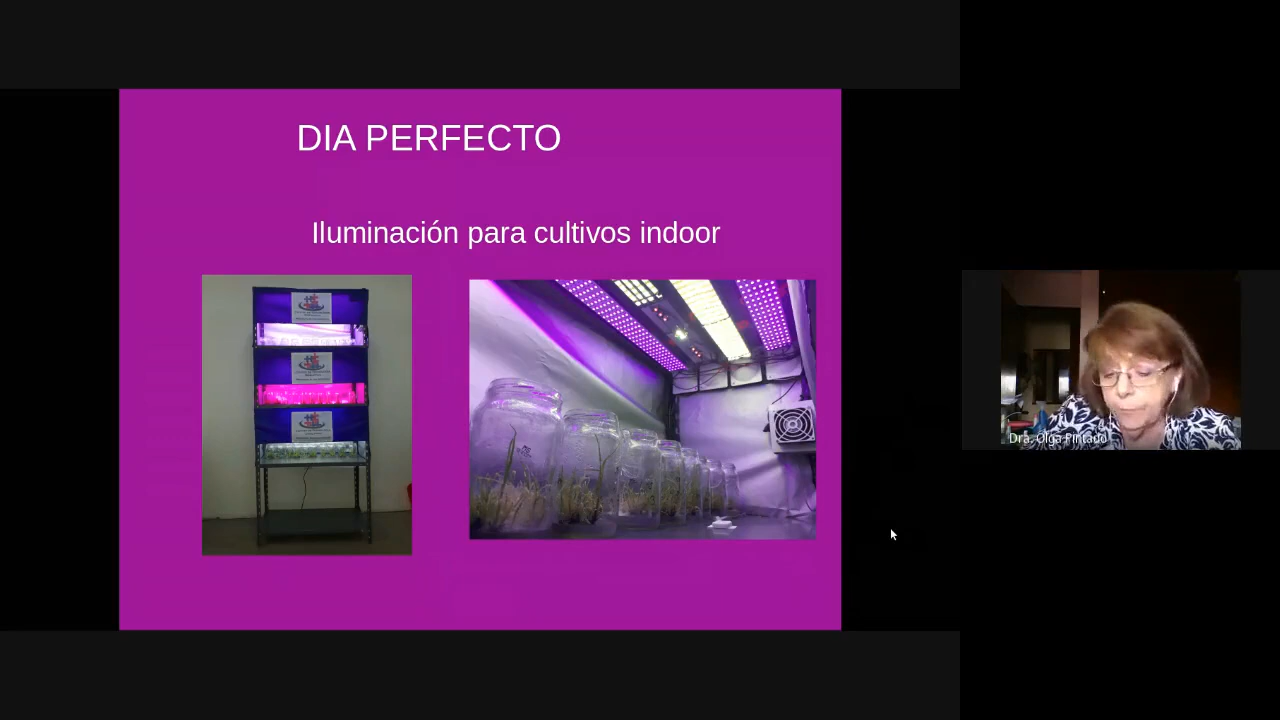 DIA PERFECTO
Iluminación para cultivos indoor
Dra. Olga Pintado